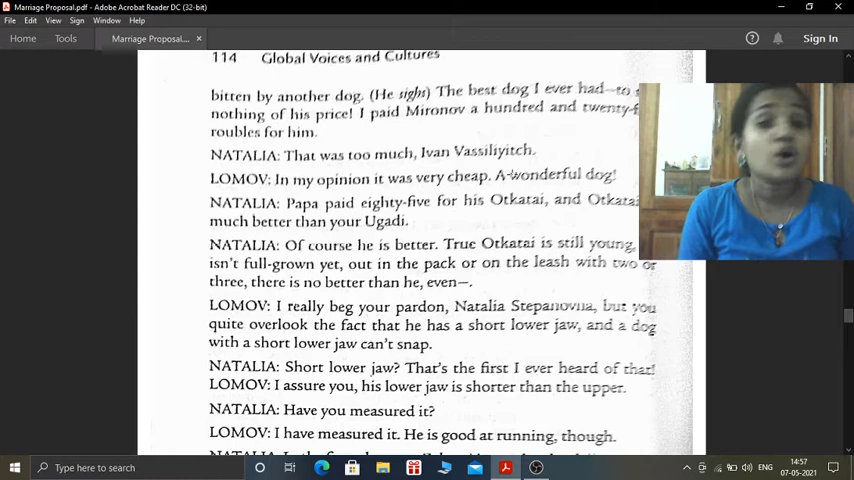 Marriage Proposal.pdf - Adobe Acrobat Reader DC (32-bit)
File Edit View Sign Window Help
Home Tools Marriage Proposal... × Sign In
114 Global Voices and Cultures
bitten by another dog. (He sighs) The best dog I ever had—to
nothing of his price! I paid Mironov a hundred and
roubles for him.
NATALIA: That was too much, Ivan Vassiliyitch.
LOMOV: In my opinion it was very cheap. A wonderful dog!
NATALIA: Papa paid eighty-five for his Otkatai, and Otkatai
much better than your Ugadi.
NATALIA: Of course he is better. True Otkatai is still young,
isn't full-grown yet, out in the pack or on the leash with two or
three, there is no better than he, even—.
LOMOV: I really beg your pardon, Natalia Stepanovna, but you
quite overlook the fact that he has a short lower jaw, and a dog
with a short lower jaw can't snap.
NATALIA: Short lower jaw? That's the first I ever heard of that!
LOMOV: I assure you, his lower jaw is shorter than the upper.
NATALIA: Have you measured it?
LOMOV: I have measured it. He is good at running, though.
Type here to search
ENG
14:57
07-05-2021